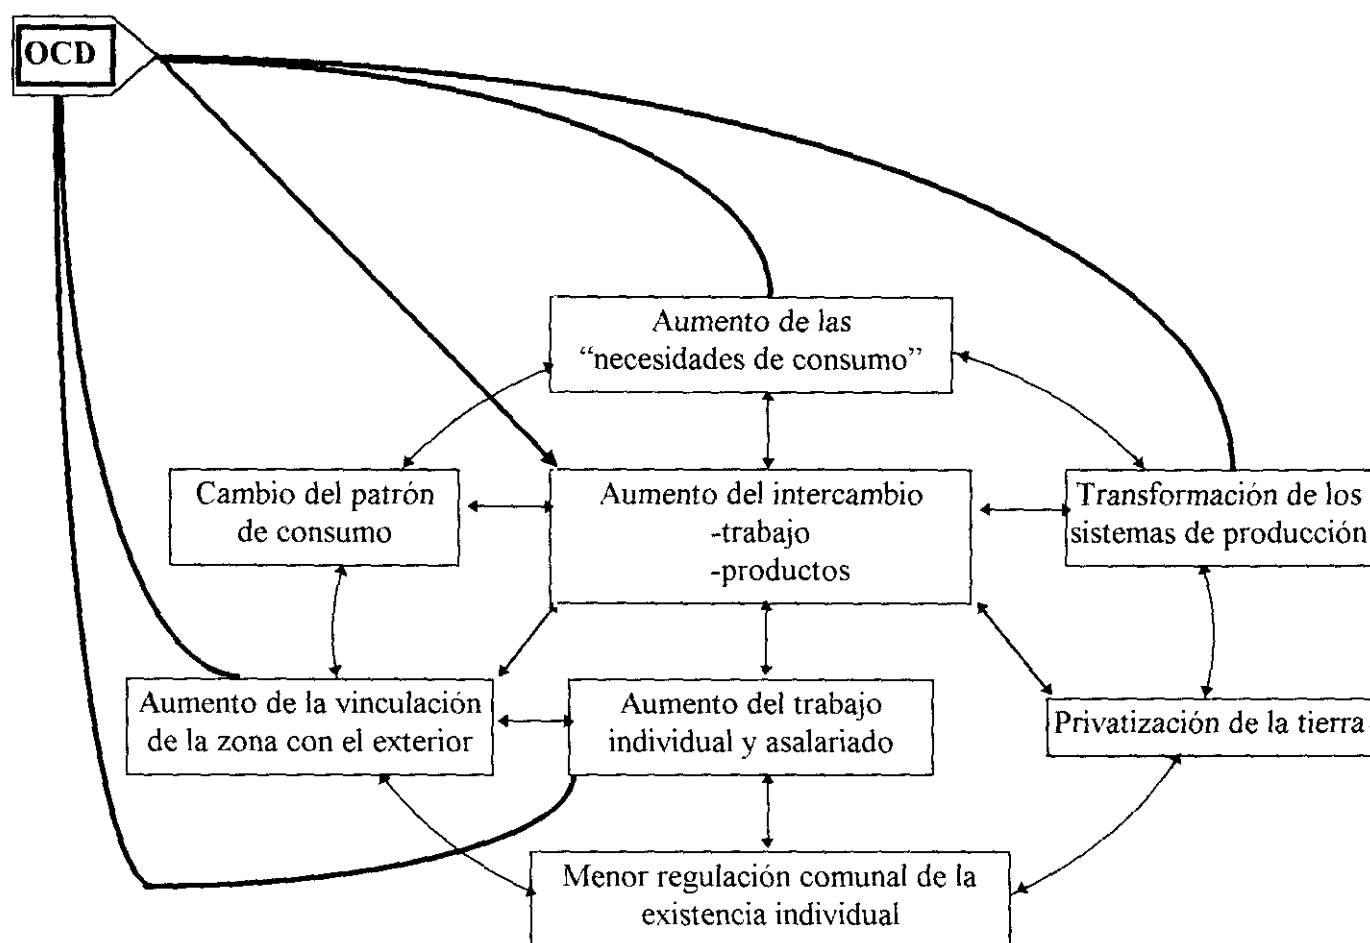 OCD
Aumento de las
“necesidades de consumo”
Cambio del patrón
de consumo
Aumento del intercambio
-trabajo
-productos
Transformación de los
sistemas de producción
Aumento de la vinculación
de la zona con el exterior
Aumento del trabajo
individual y asalariado
Privatización de la tierra
Menor regulación comunal de la
existencia individual